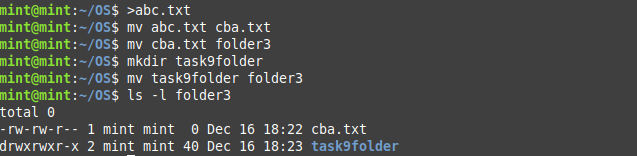 mint@mint:~/OS$ >abc.txt
mint@mint:~/OS$ mv abc.txt cba.txt
mint@mint:~/OS$ mv cba.txt folder3
mint@mint:~/OS$ mkdir task9folder
mint@mint:~/OS$ mv task9folder folder3
mint@mint:~/OS$ ls -l folder3
total 0
-rw-rw-r-- 1 mint mint  0 Dec 16 18:22 cba.txt
drwxrwxr-x 2 mint mint 40 Dec 16 18:23 task9folder